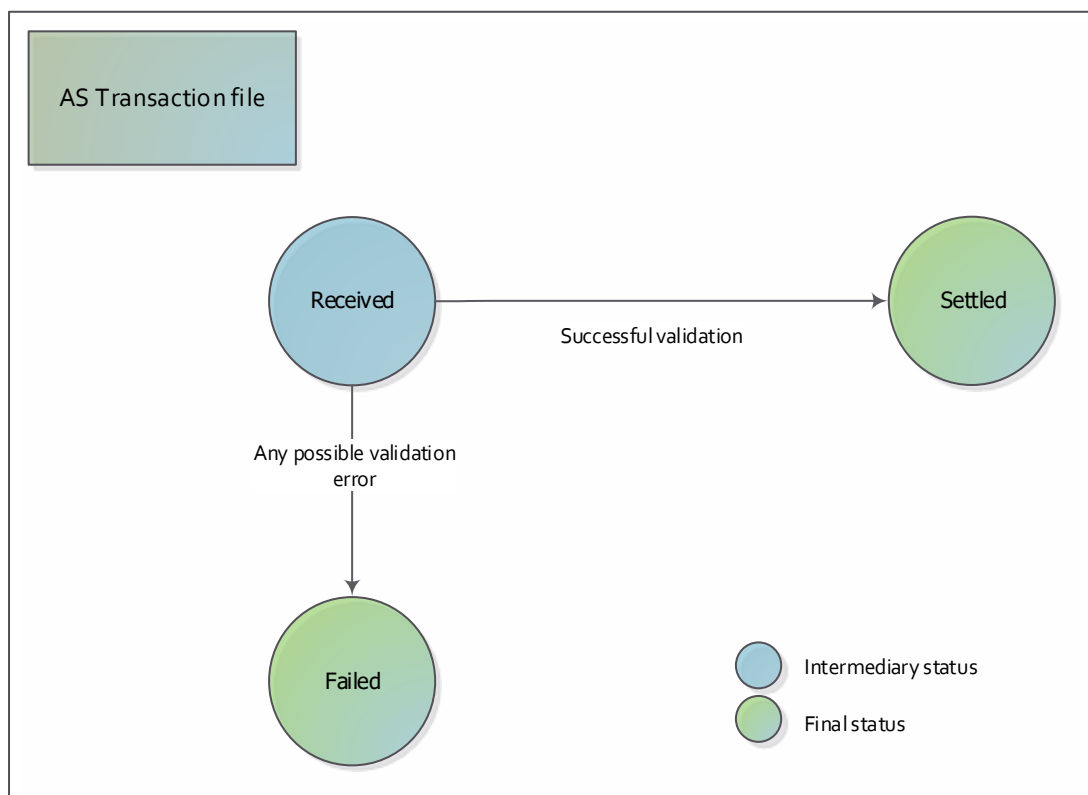 AS Transaction file
Received
Settled
Successful validation
Any possible validation
error
Failed
Intermediary status
Final status